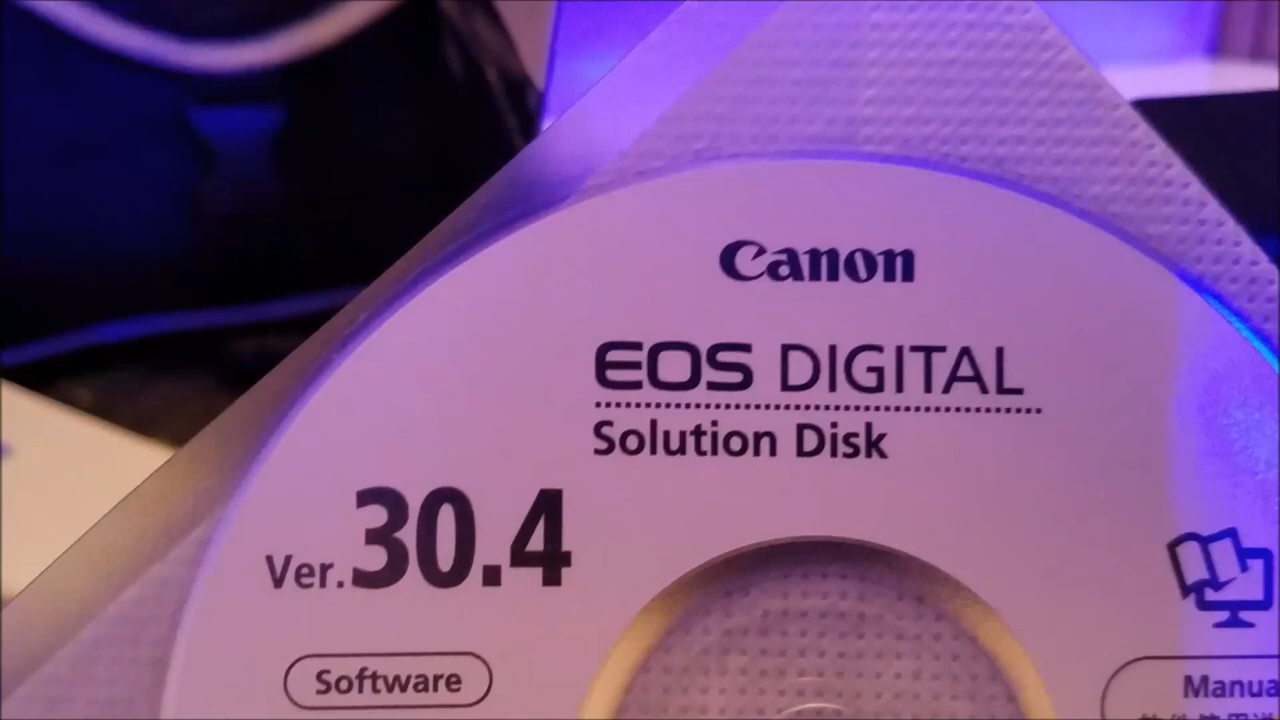 Canon
EOS DIGITAL
Solution Disk
Ver.30.4
Software
Manua